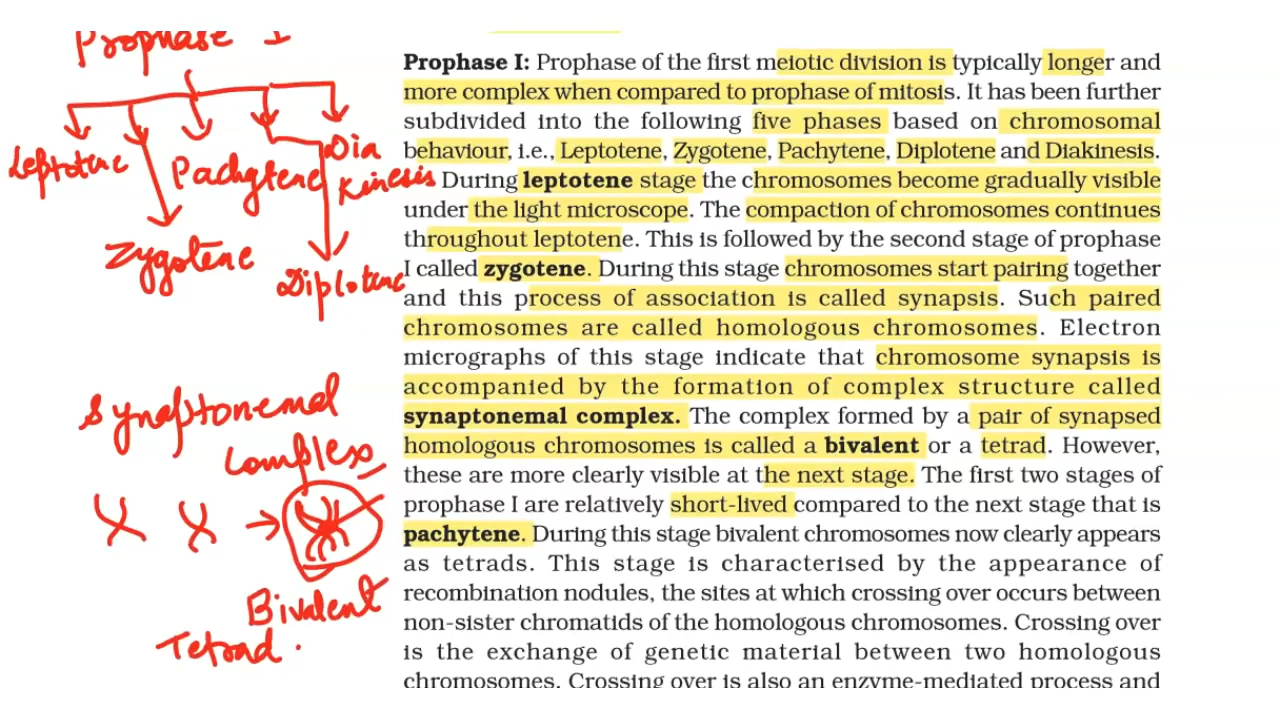 Prophase I
Leptotene
Pachytene
Dia
Kinesis
Zygotene
Diplotene
Synaptonemal
Complex
Bivalent
Tetrad
Prophase I: Prophase of the first meiotic division is typically longer and
more complex when compared to prophase of mitosis. It has been further
subdivided into the following five phases based on chromosomal
behaviour, i.e., Leptotene, Zygotene, Pachytene, Diplotene and Diakinesis.
During leptotene stage the chromosomes become gradually visible
under the light microscope. The compaction of chromosomes continues
throughout leptotene. This is followed by the second stage of prophase
I called zygotene. During this stage chromosomes start pairing together
and this process of association is called synapsis. Such paired
chromosomes are called homologous chromosomes. Electron
micrographs of this stage indicate that chromosome synapsis is
accompanied by the formation of complex structure called
synaptonemal complex. The complex formed by a pair of synapsed
homologous chromosomes is called a bivalent or a tetrad. However,
these are more clearly visible at the next stage. The first two stages of
prophase I are relatively short-lived compared to the next stage that is
pachytene. During this stage bivalent chromosomes now clearly appears
as tetrads. This stage is characterised by the appearance of
recombination nodules, the sites at which crossing over occurs between
non-sister chromatids of the homologous chromosomes. Crossing over
is the exchange of genetic material between two homologous
chromosomes. Crossing over is also an enzyme-mediated process and